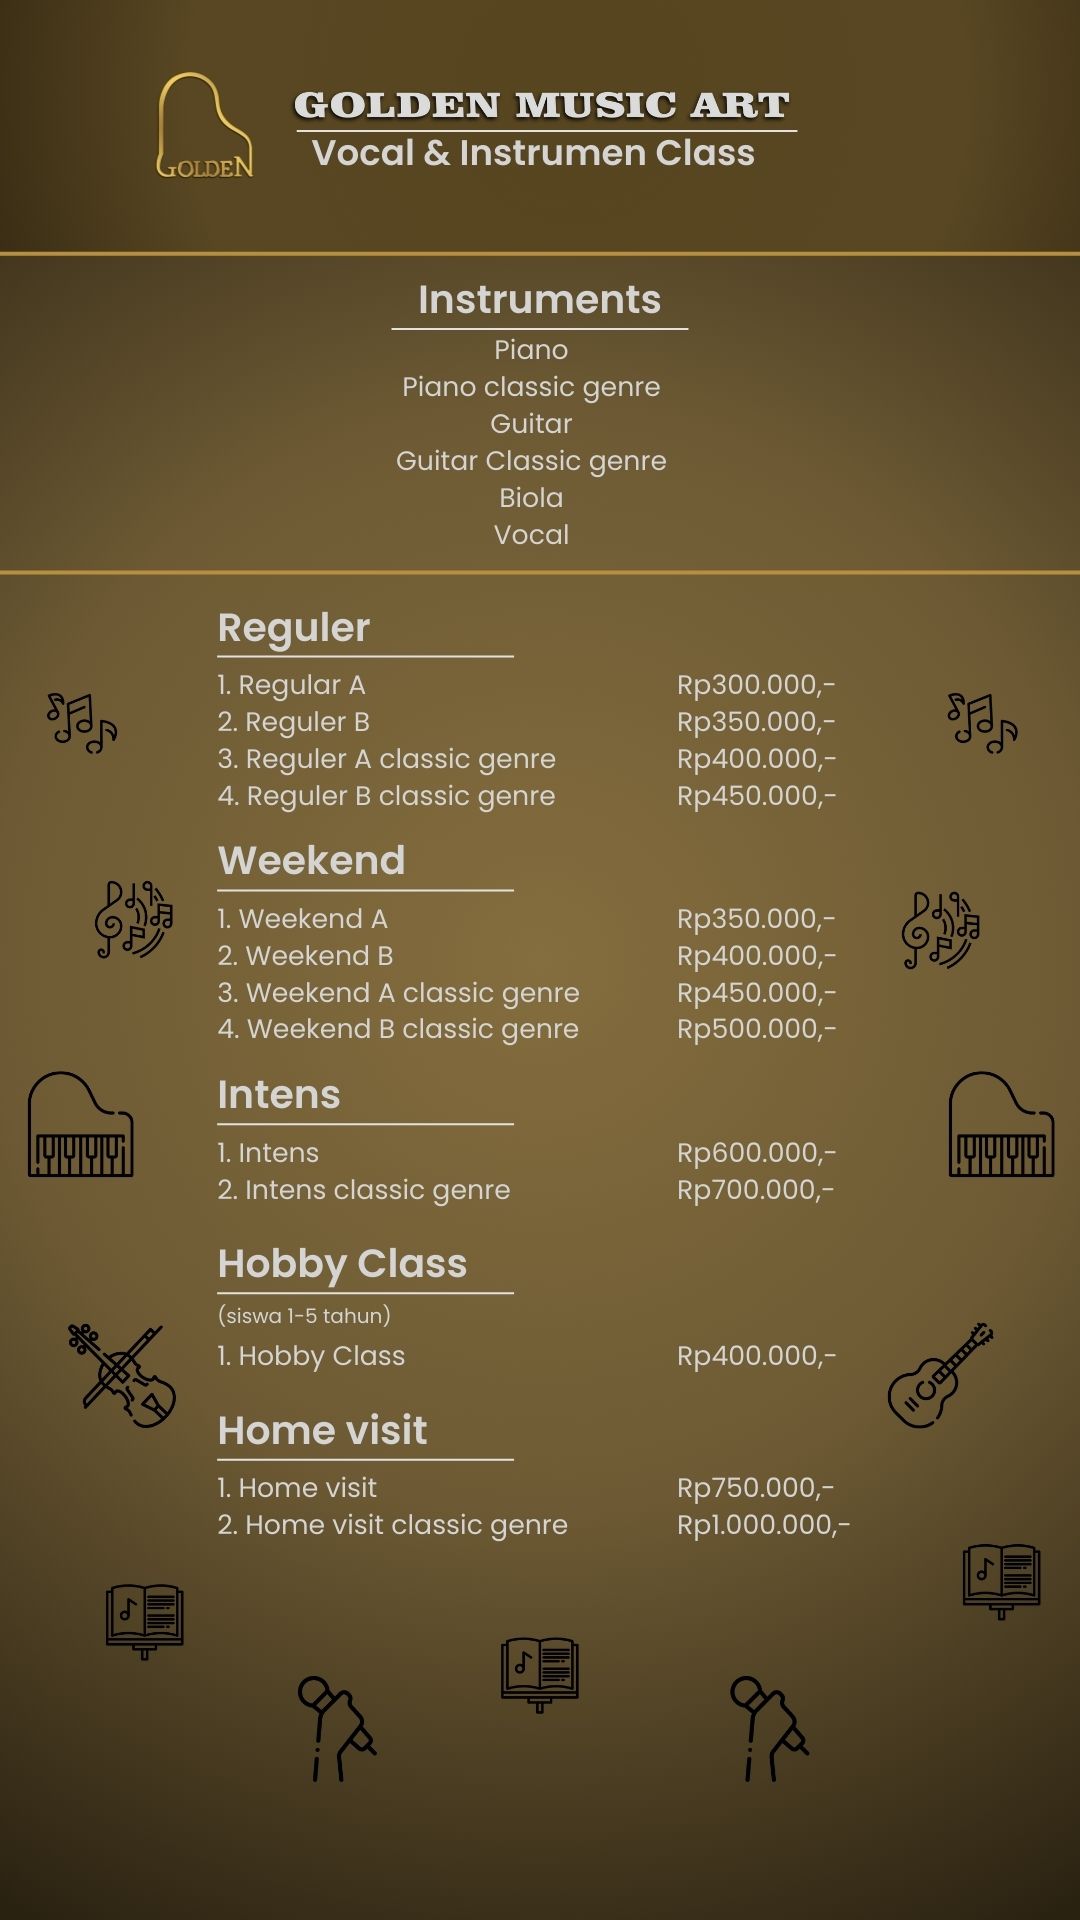 GOLDEN
GOLDEN MUSIC ART
Vocal & Instrumen Class
Instruments
Piano
Piano classic genre
Guitar
Guitar Classic genre
Biola
Vocal
Reguler
1. Regular A Rp300.000,-
2. Reguler B Rp350.000,-
3. Reguler A classic genre Rp400.000,-
4. Reguler B classic genre Rp450.000,-
Weekend
1. Weekend A Rp350.000,-
2. Weekend B Rp400.000,-
3. Weekend A classic genre Rp450.000,-
4. Weekend B classic genre Rp500.000,-
Intens
1. Intens Rp600.000,-
2. Intens classic genre Rp700.000,-
Hobby Class
(siswa 1-5 tahun)
1. Hobby Class Rp400.000,-
Home visit
1. Home visit Rp750.000,-
2. Home visit classic genre Rp1.000.000,-